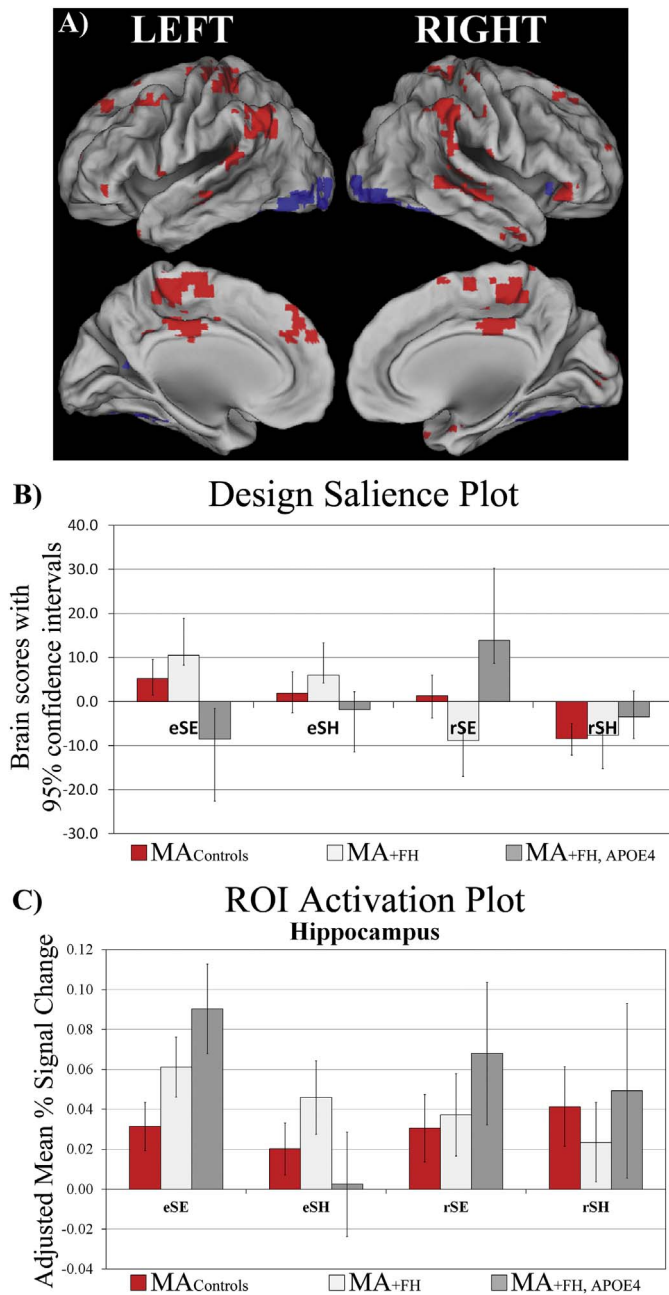 A) LEFT RIGHT
B) Design Salience Plot
Brain scores with
95% confidence intervals
40.0
30.0
20.0
10.0
0.0
-10.0
-20.0
-30.0
eSE eSH rSE rSH
MAControls MA+FH MA+FH, APOE4
C) ROI Activation Plot
Hippocampus
Adjusted Mean % Signal Change
0.12
0.10
0.08
0.06
0.04
0.02
0.00
-0.02
-0.04
eSE eSH rSE rSH
MAControls MA+FH MA+FH, APOE4